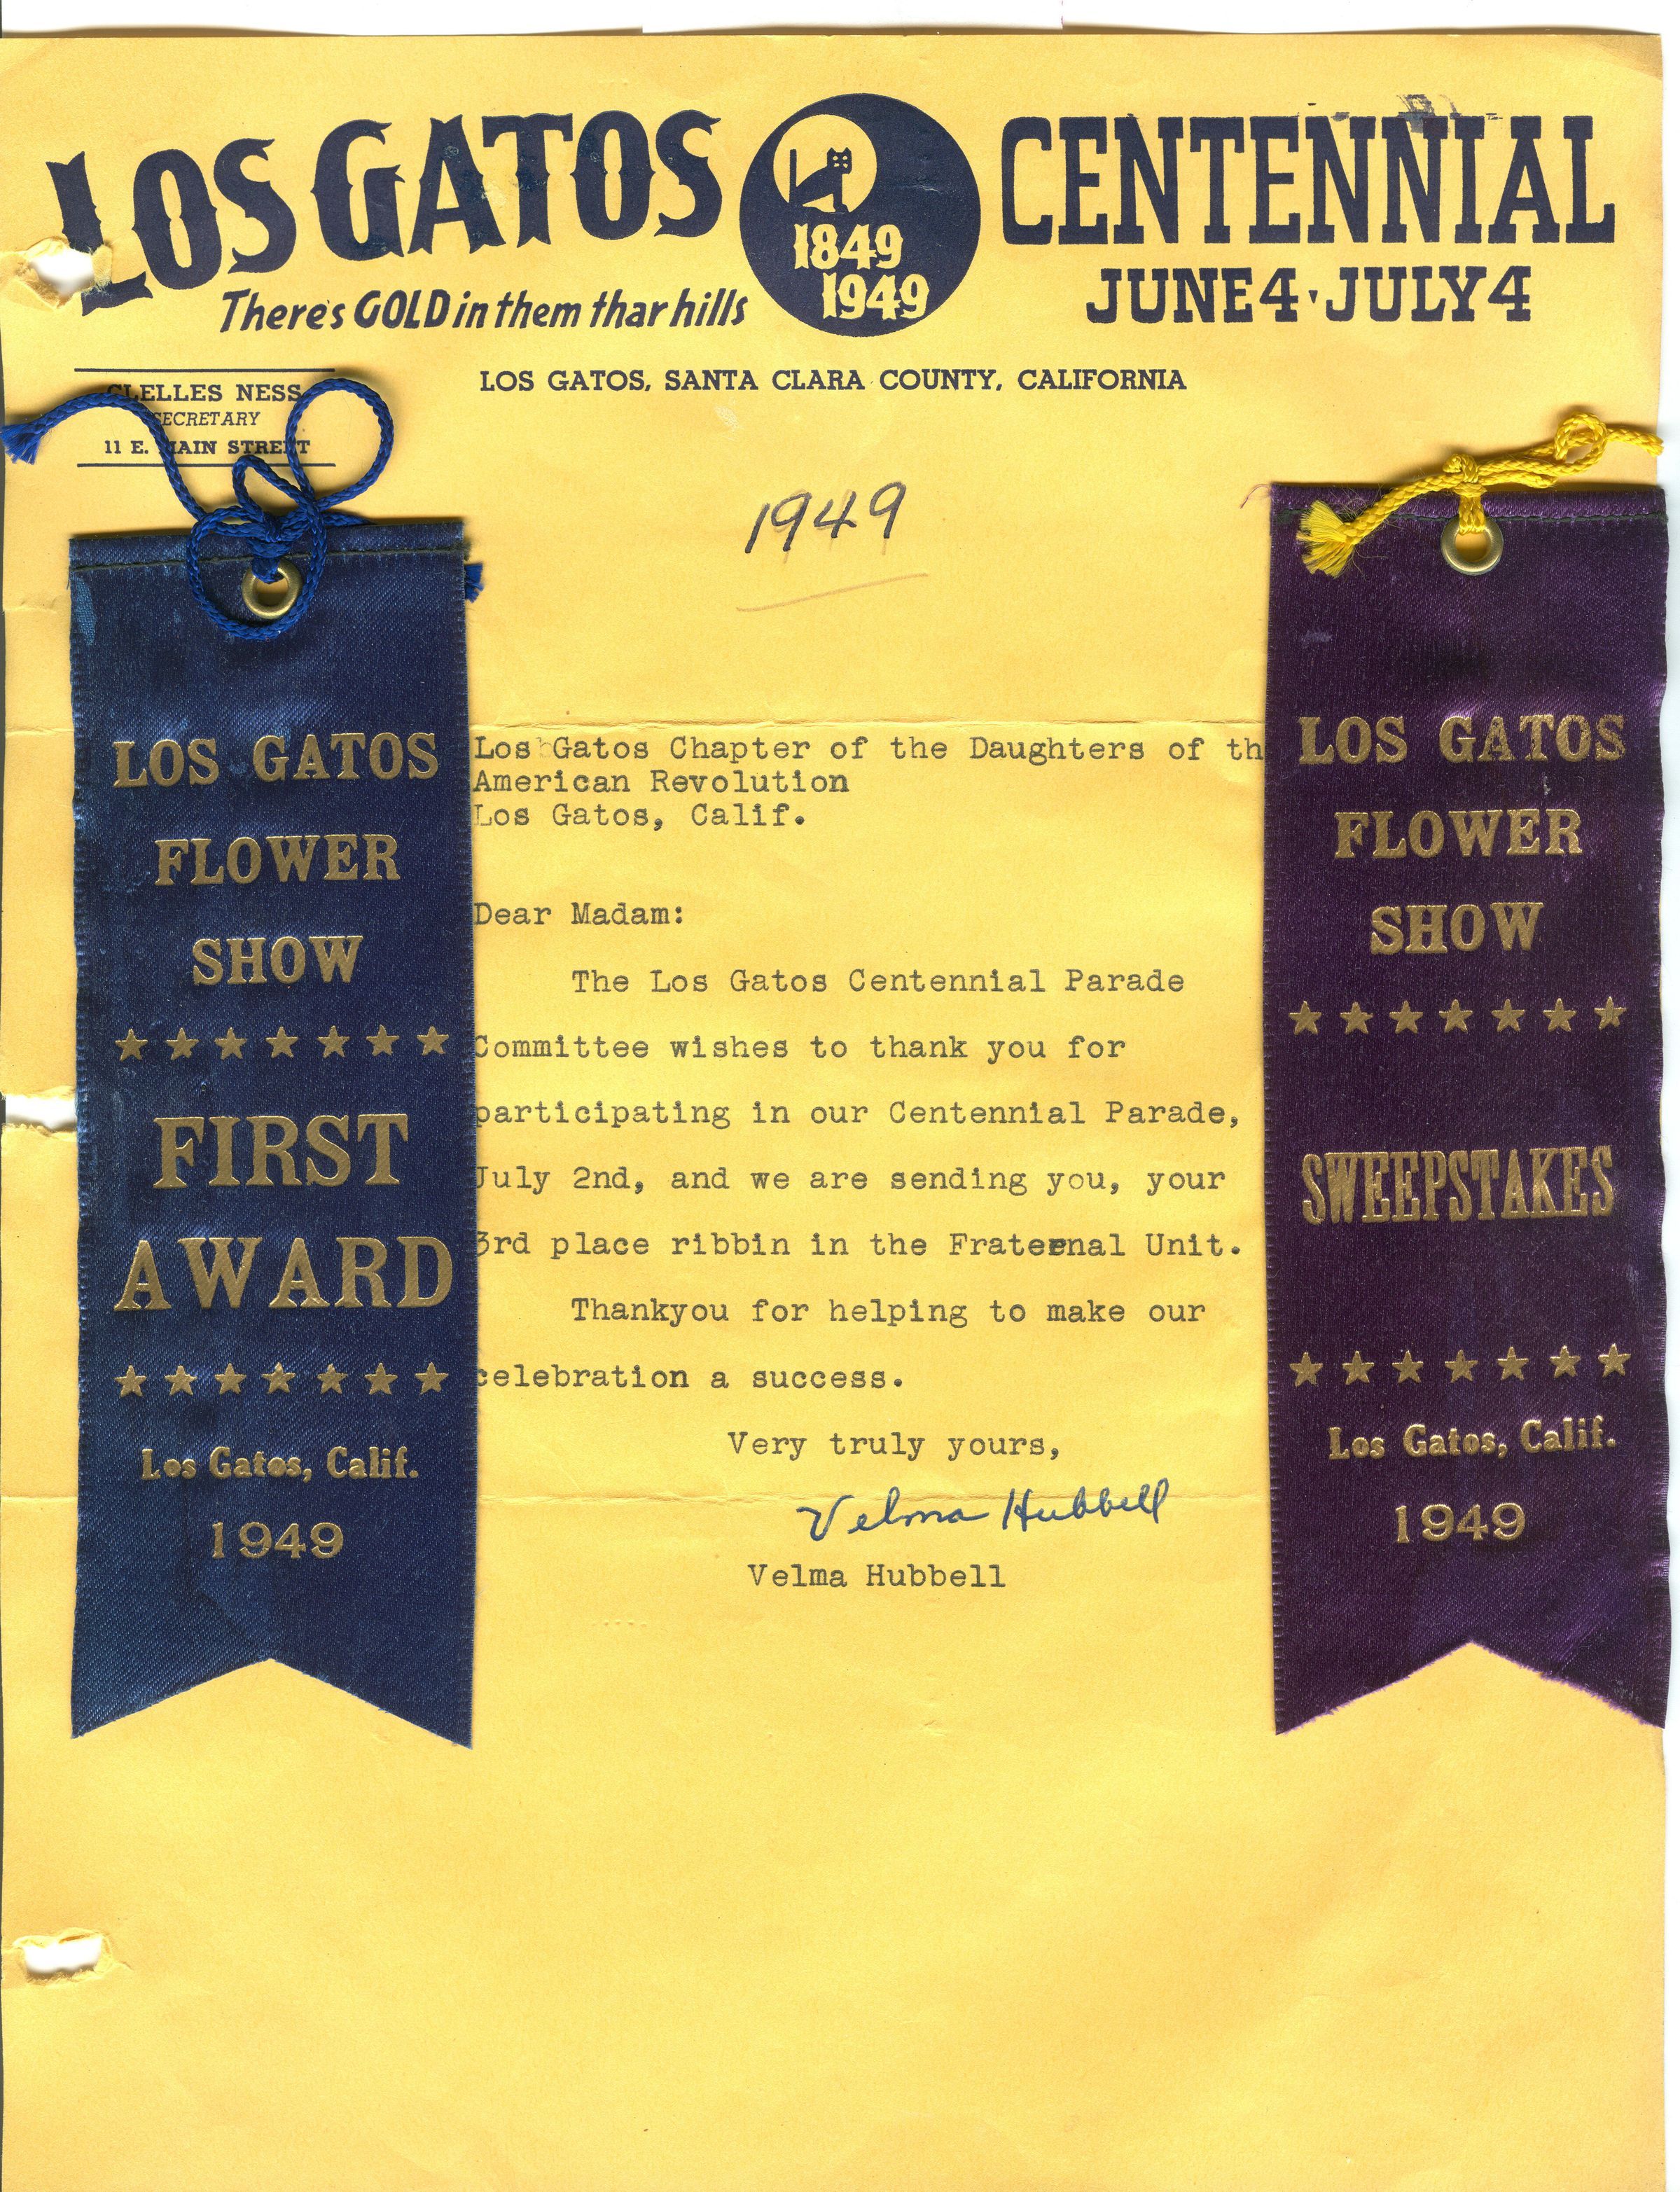 LOS GATOS
1849
1949
CENTENNIAL
There's GOLD in them thar hills
JUNE 4 · JULY 4
LOS GATOS, SANTA CLARA COUNTY, CALIFORNIA
CLELLES NESS
SECRETARY
11 E. MAIN STREET
1949
Los Gatos Chapter of the Daughters of th
American Revolution
Los Gatos, Calif.
Dear Madam:
The Los Gatos Centennial Parade
Committee wishes to thank you for
participating in our Centennial Parade,
July 2nd, and we are sending you, your
3rd place ribbin in the Fraternal Unit.
Thankyou for helping to make our
celebration a success.
Very truly yours,
Velma Hubbell
Velma Hubbell
LOS GATOS
FLOWER
SHOW
FIRST
AWARD
Los Gatos, Calif.
1949
LOS GATOS
FLOWER
SHOW
SWEEPSTAKES
Los Gatos, Calif.
1949